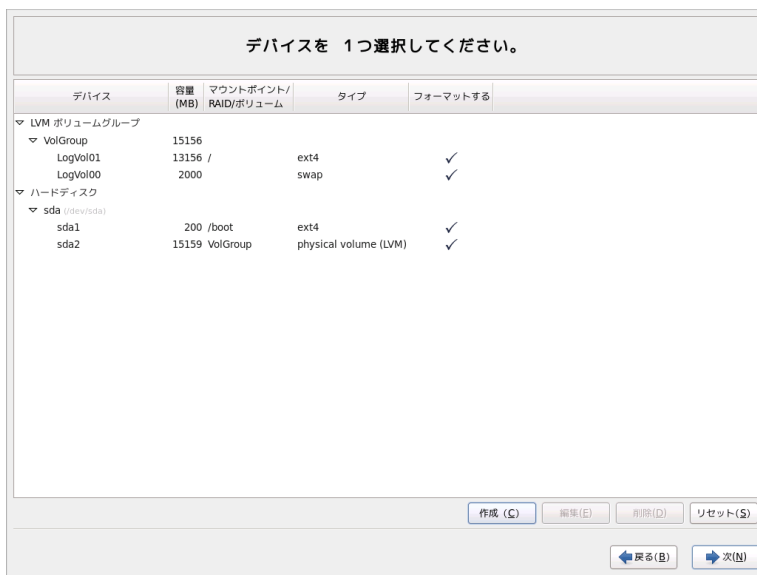 デバイスを 1つ選択してください。
デバイス 容量 (MB) マウントポイント/ RAID/ボリューム タイプ フォーマットする
LVM ボリュームグループ
VolGroup 15156
LogVol01 13156 / ext4
LogVol00 2000 swap
ハードディスク
sda (/dev/sda)
sda1 200 /boot ext4
sda2 15159 VolGroup physical volume (LVM)
作成 (C) 編集(E) 削除(D) リセット(S)
戻る(B) 次(N)